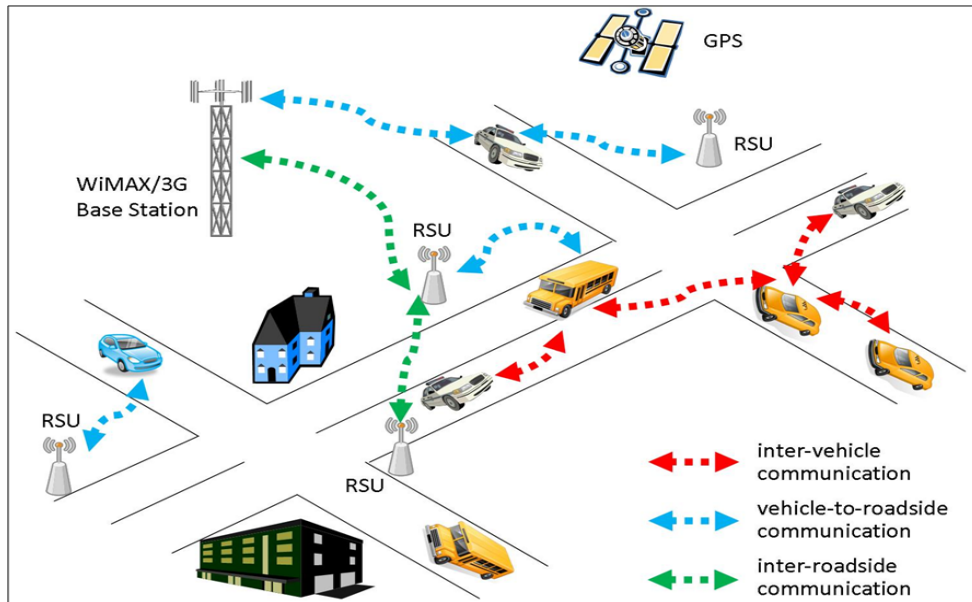 GPS
RSU
WiMAX/3G
Base Station
RSU
RSU
RSU
inter-vehicle
communication
vehicle-to-roadside
communication
inter-roadside
communication